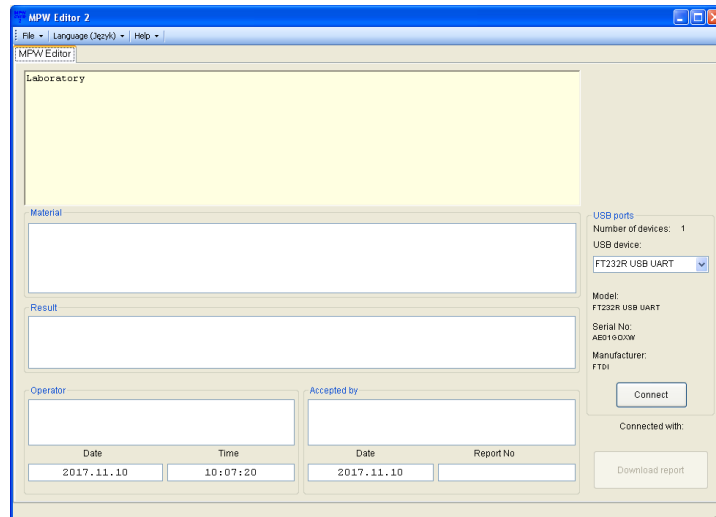 MPW Editor 2
File Language (Język) Help
MPW Editor
Laboratory
Material
Result
Operator
Date Time
2017.11.10 10:07:20
Accepted by
Date Report No
2017.11.10
USB ports
Number of devices: 1
USB device:
FT232R USB UART
Model:
FT232R USB UART
Serial No:
AE01GDXW
Manufacturer:
FTDI
Connect
Connected with:
Download report